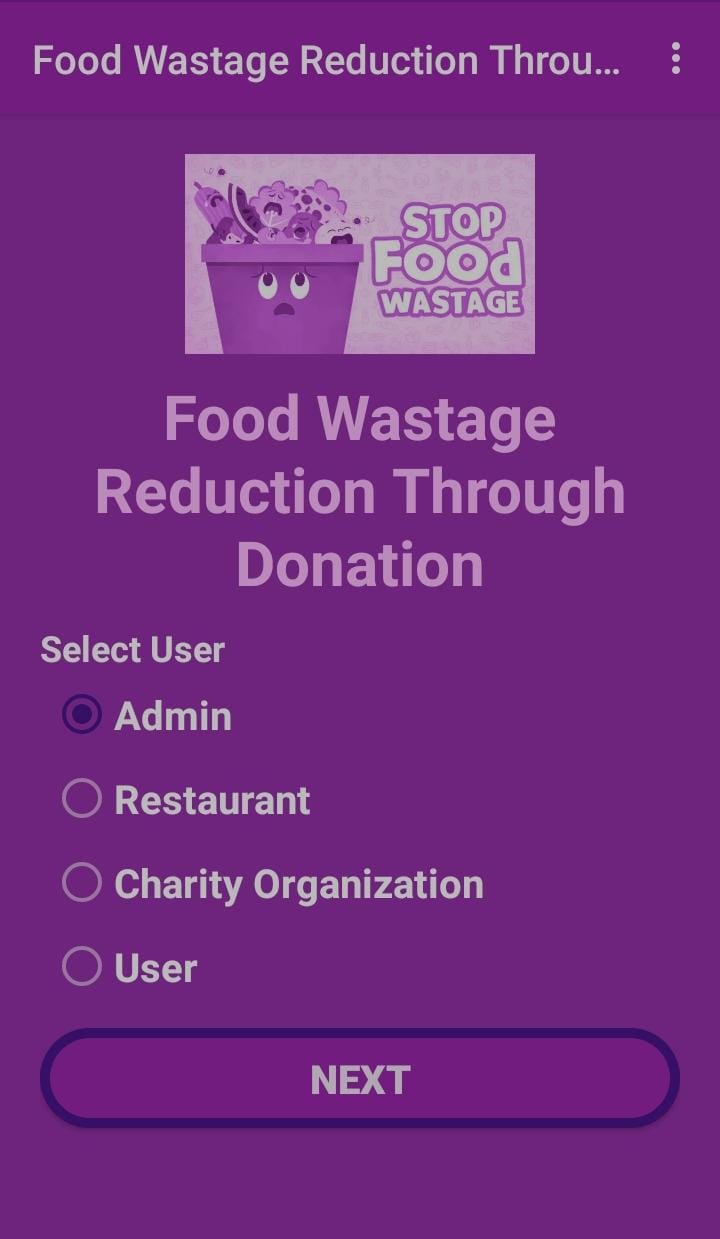 Food Wastage Reduction Throu...
STOP
FOOd
WASTAGE
Food Wastage
Reduction Through
Donation
Select User
Admin
Restaurant
Charity Organization
User
NEXT